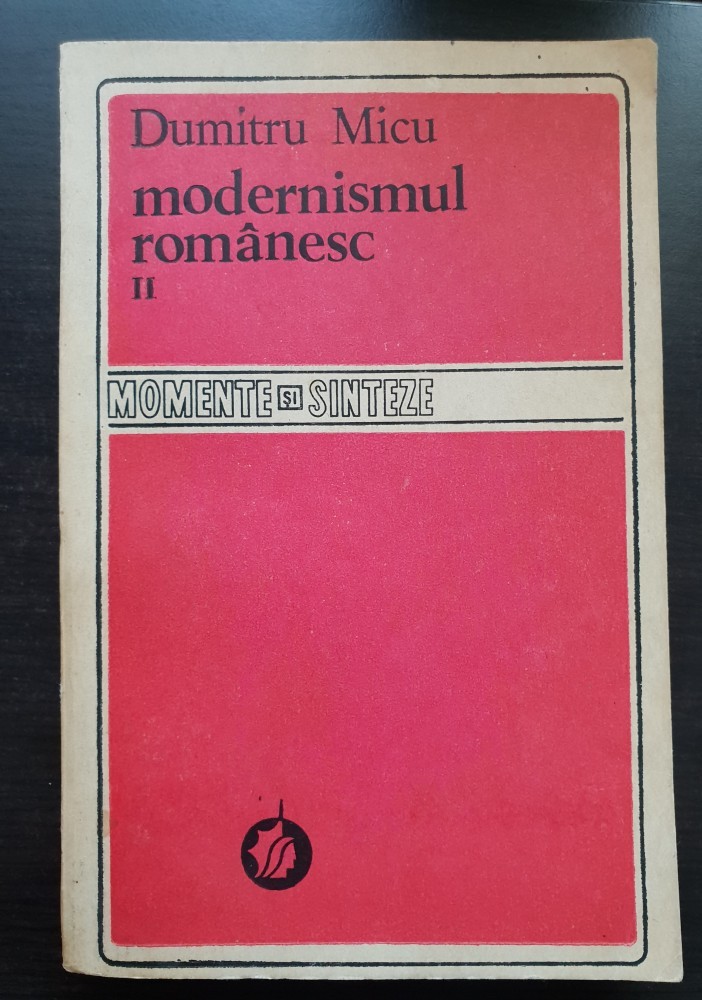 Dumitru Micu
modernismul
românesc
II
MOMENTE ȘI SINTEZE